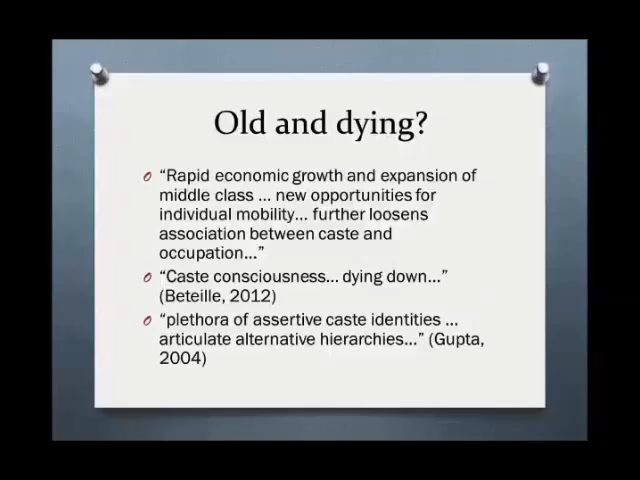 Old and dying?
“Rapid economic growth and expansion of
middle class ... new opportunities for
individual mobility... further loosens
association between caste and
occupation...”
“Caste consciousness... dying down...”
(Beteille, 2012)
“plethora of assertive caste identities ...
articulate alternative hierarchies...” (Gupta,
2004)